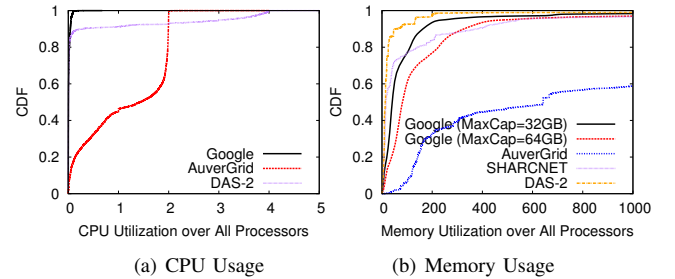 1
0.8
0.6
0.4
0.2
0
CDF
Google
AuverGrid
DAS-2
0 1 2 3 4 5
CPU Utilization over All Processors
(a) CPU Usage
1
0.8
0.6
0.4
0.2
0
CDF
Google (MaxCap=32GB)
Google (MaxCap=64GB)
AuverGrid
SHARCNET
DAS-2
0 200 400 600 800 1000
Memory Utilization over All Processors
(b) Memory Usage